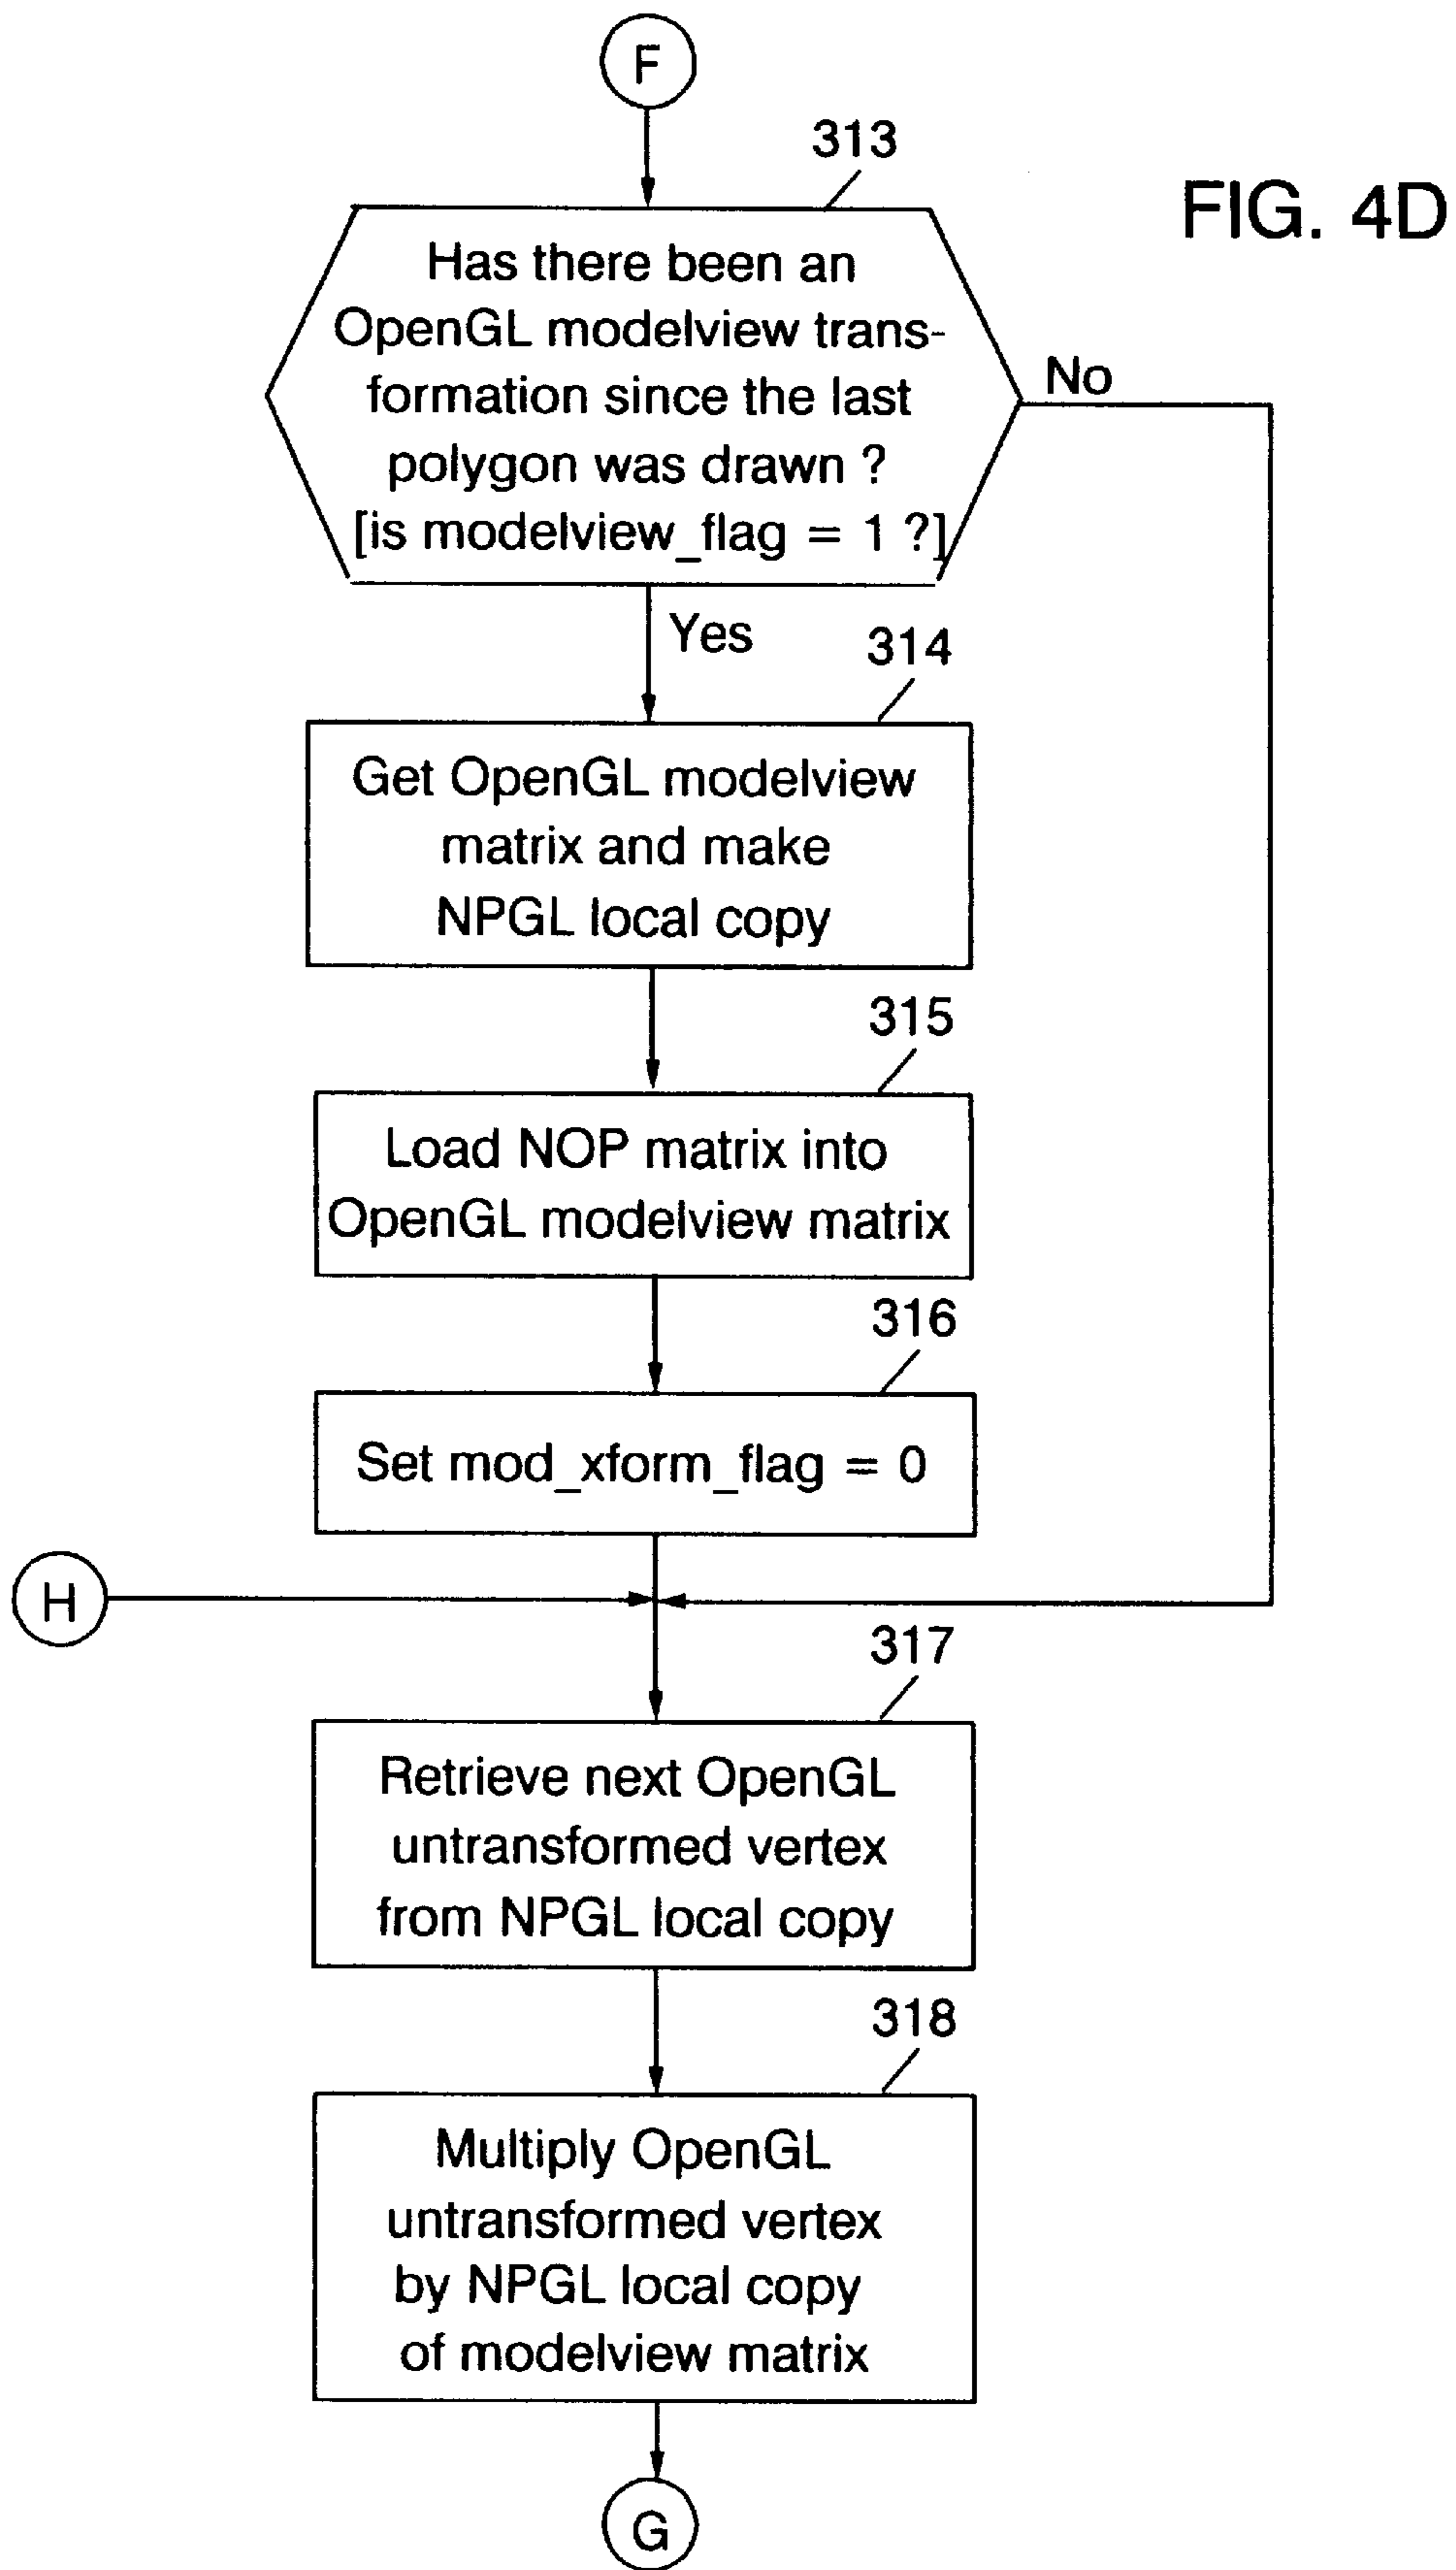 F
313
FIG. 4D
Has there been an
OpenGL modelview trans-
formation since the last
polygon was drawn ?
[is modelview_flag = 1 ?]
No
Yes
314
Get OpenGL modelview
matrix and make
NPGL local copy
315
Load NOP matrix into
OpenGL modelview matrix
316
Set mod_xform_flag = 0
H
317
Retrieve next OpenGL
untransformed vertex
from NPGL local copy
318
Multiply OpenGL
untransformed vertex
by NPGL local copy
of modelview matrix
G